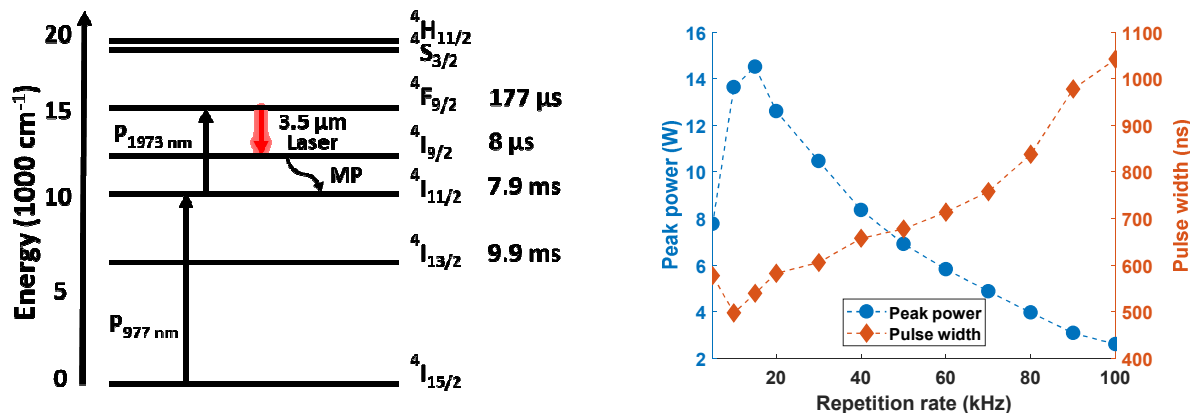 Energy (1000 cm⁻¹)
20
15
10
5
0
⁴H₁₁/₂
⁴S₃/₂
⁴F₉/₂ 177 µs
⁴I₉/₂ 8 µs
⁴I₁₁/₂ 7.9 ms
⁴I₁₃/₂ 9.9 ms
⁴I₁₅/₂
P₁₉₇₃ ₙₘ
3.5 µm
Laser
MP
P₉₇₇ ₙₘ
Peak power (W)
16
14
12
10
8
6
4
2
Pulse width (ns)
1100
1000
900
800
700
600
500
400
Peak power
Pulse width
20 40 60 80 100
Repetition rate (kHz)